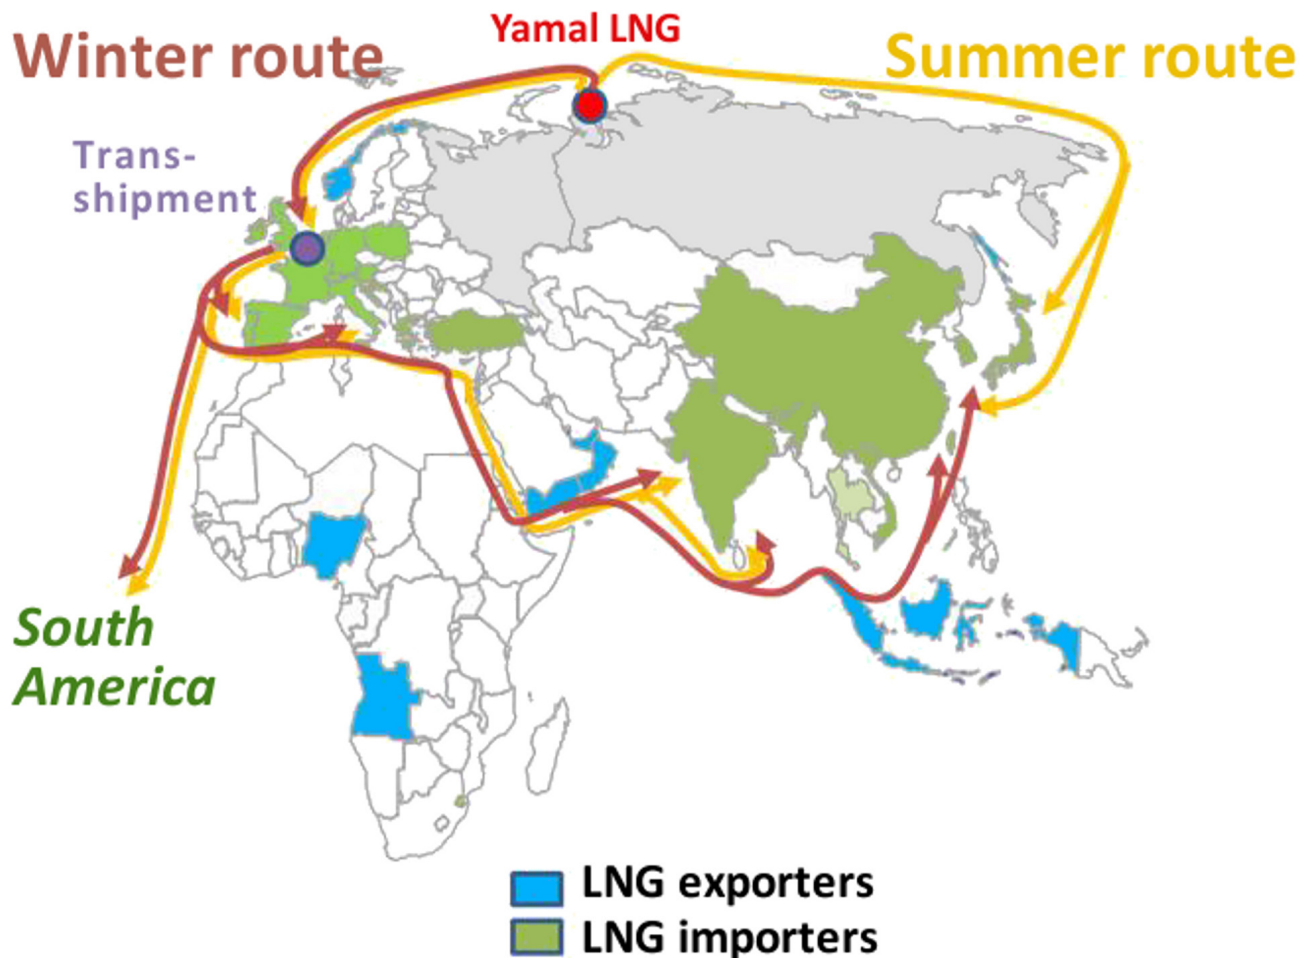 Yamal LNG
Winter route
Summer route
Trans-
shipment
South
America
LNG exporters
LNG importers